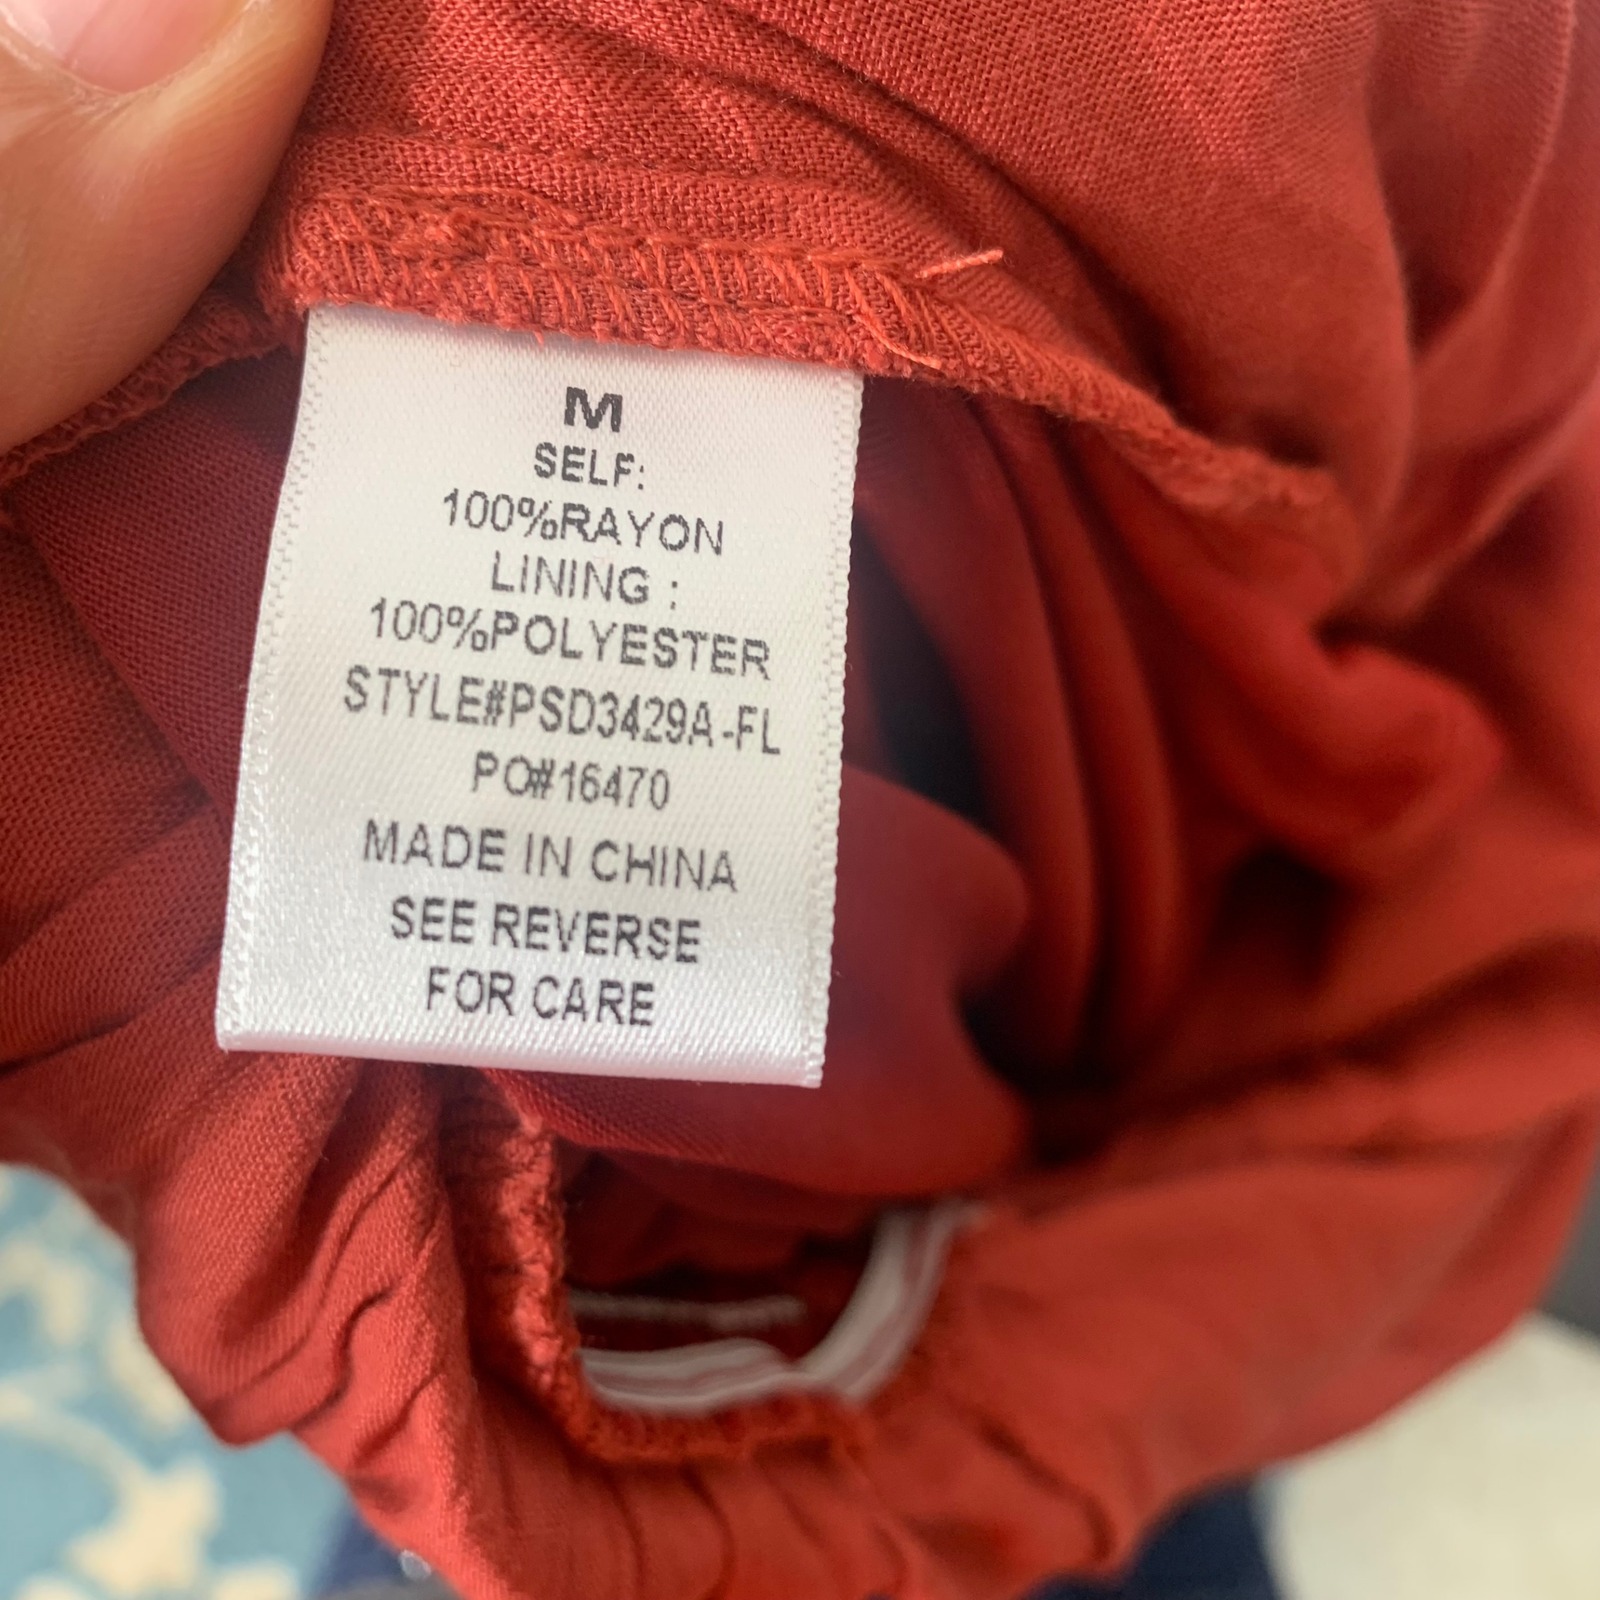 M
SELF:
100%RAYON
LINING :
100%POLYESTER
STYLE#PSD3429A-FL
PO#16470
MADE IN CHINA
SEE REVERSE
FOR CARE